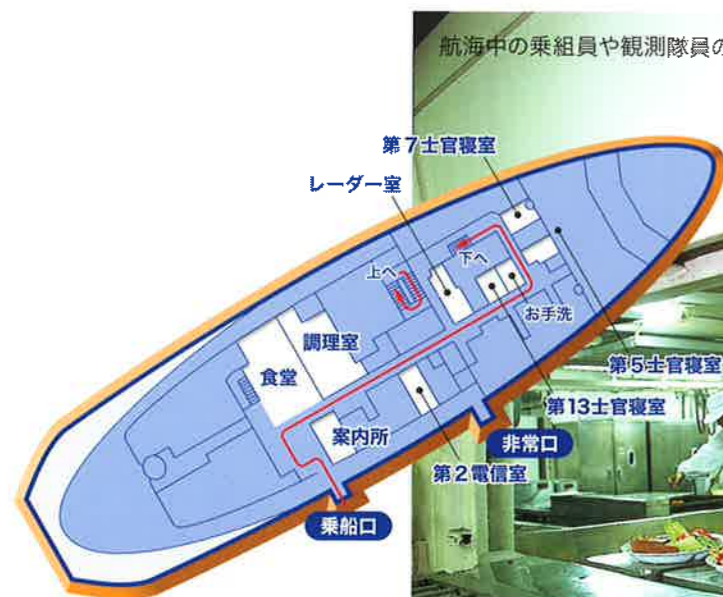 航海中の乗組員や観測隊員の
第7士官寝室
レーダー室
上へ
下へ
お手洗
調理室
食堂
第5士官寝室
第13士官寝室
案内所
非常口
第2電信室
乗船口